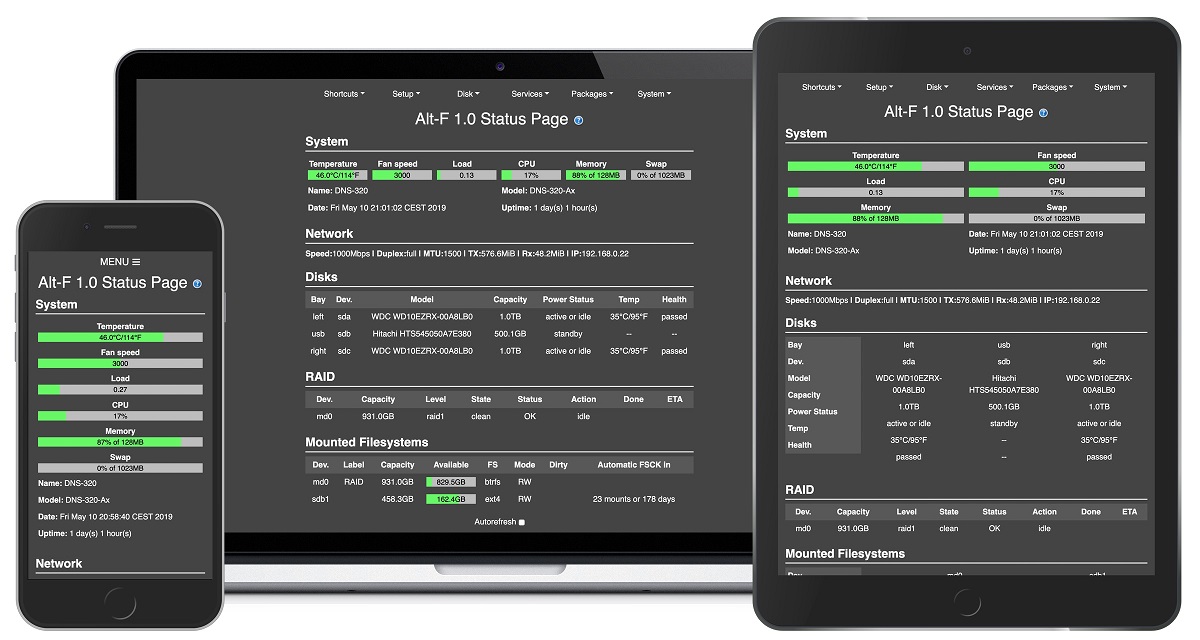 MENU ☰
Alt-F 1.0 Status Page ?
System
Temperature
46.0°C/114°F
Fan speed
3000
Load
0.27
CPU
17%
Memory
87% of 128MB
Swap
0% of 1023MB
Name: DNS-320
Model: DNS-320-Ax
Date: Fri May 10 20:58:40 CEST 2019
Uptime: 1 day(s) 1 hour(s)
Network
Shortcuts Setup Disk Services Packages System
Alt-F 1.0 Status Page ?
System
Temperature Fan speed Load CPU Memory Swap
46.0°C/114°F 3000 0.13 17% 88% of 128MB 0% of 1023MB
Name: DNS-320 Model: DNS-320-Ax
Date: Fri May 10 21:01:02 CEST 2019 Uptime: 1 day(s) 1 hour(s)
Network
Speed:1000Mbps | Duplex:full | MTU:1500 | TX:576.6MiB | Rx:48.2MiB | IP:192.168.0.22
Disks
Bay Dev. Model Capacity Power Status Temp Health
left sda WDC WD10EZRX-00A8LB0 1.0TB active or idle 35°C/95°F passed
usb sdb Hitachi HTS545050A7E380 500.1GB standby -- --
right sdc WDC WD10EZRX-00A8LB0 1.0TB active or idle 35°C/95°F passed
RAID
Dev. Capacity Level State Status Action Done ETA
md0 931.0GB raid1 clean OK idle
Mounted Filesystems
Dev. Label Capacity Available FS Mode Dirty Automatic FSCK in
md0 RAID 931.0GB 829.5GB btrfs RW
sdb1 458.3GB 162.4GB ext4 RW 23 mounts or 178 days
Autorefresh
Shortcuts Setup Disk Services Packages System
Alt-F 1.0 Status Page ?
System
Temperature Fan speed
46.0°C/114°F 3000
Load CPU
0.13 17%
Memory Swap
88% of 128MB 0% of 1023MB
Name: DNS-320 Date: Fri May 10 21:01:02 CEST 2019
Model: DNS-320-Ax Uptime: 1 day(s) 1 hour(s)
Network
Speed:1000Mbps | Duplex:full | MTU:1500 | TX:576.6MiB | Rx:48.2MiB | IP:192.168.0.22
Disks
Bay left usb right
Dev. sda sdb sdc
Model WDC WD10EZRX- Hitachi WDC WD10EZRX-
00A8LB0 HTS545050A7E380 00A8LB0
Capacity 1.0TB 500.1GB 1.0TB
Power Status active or idle standby active or idle
Temp 35°C/95°F -- 35°C/95°F
Health passed -- passed
RAID
Dev. Capacity Level State Status Action Done ETA
md0 931.0GB raid1 clean OK idle
Mounted Filesystems
Dev. md0 sdb1